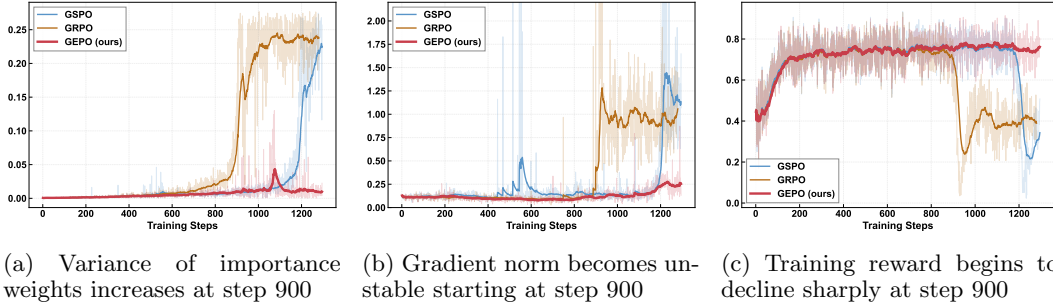 GSPO
GRPO
GEPO (ours)
0.25
0.20
0.15
0.10
0.05
0.00
0 200 400 600 800 1000 1200
Training Steps
GSPO
GRPO
GEPO (ours)
2.00
1.75
1.50
1.25
1.00
0.75
0.50
0.25
0.00
0 200 400 600 800 1000 1200
Training Steps
0.8
0.6
0.4
0.2
0.0
GSPO
GRPO
GEPO (ours)
0 200 400 600 800 1000 1200
Training Steps
(a) Variance of importance
weights increases at step 900
(b) Gradient norm becomes un-
stable starting at step 900
(c) Training reward begins to
decline sharply at step 900